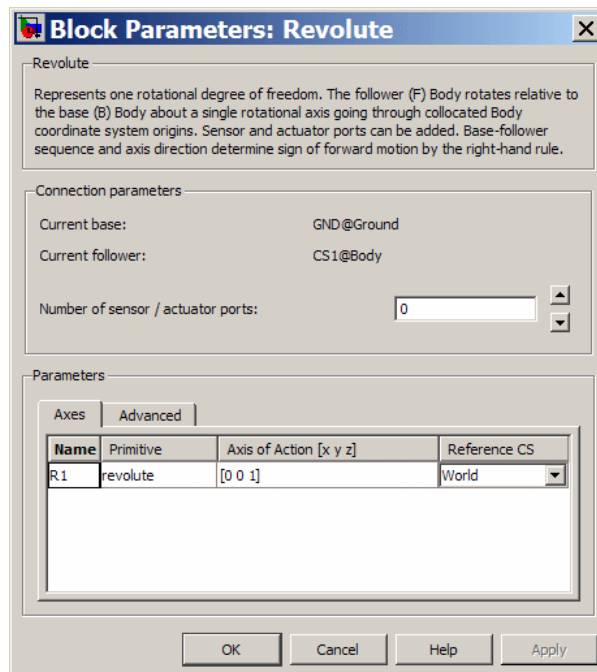 Block Parameters: Revolute
Revolute
Represents one rotational degree of freedom. The follower (F) Body rotates relative to
the base (B) Body about a single rotational axis going through collocated Body
coordinate system origins. Sensor and actuator ports can be added. Base-follower
sequence and axis direction determine sign of forward motion by the right-hand rule.
Connection parameters
Current base: GND@Ground
Current follower: CS1@Body
Number of sensor / actuator ports: 0
Parameters
Axes Advanced
Name Primitive Axis of Action [x y z] Reference CS
R1 revolute [0 0 1] World
OK Cancel Help Apply